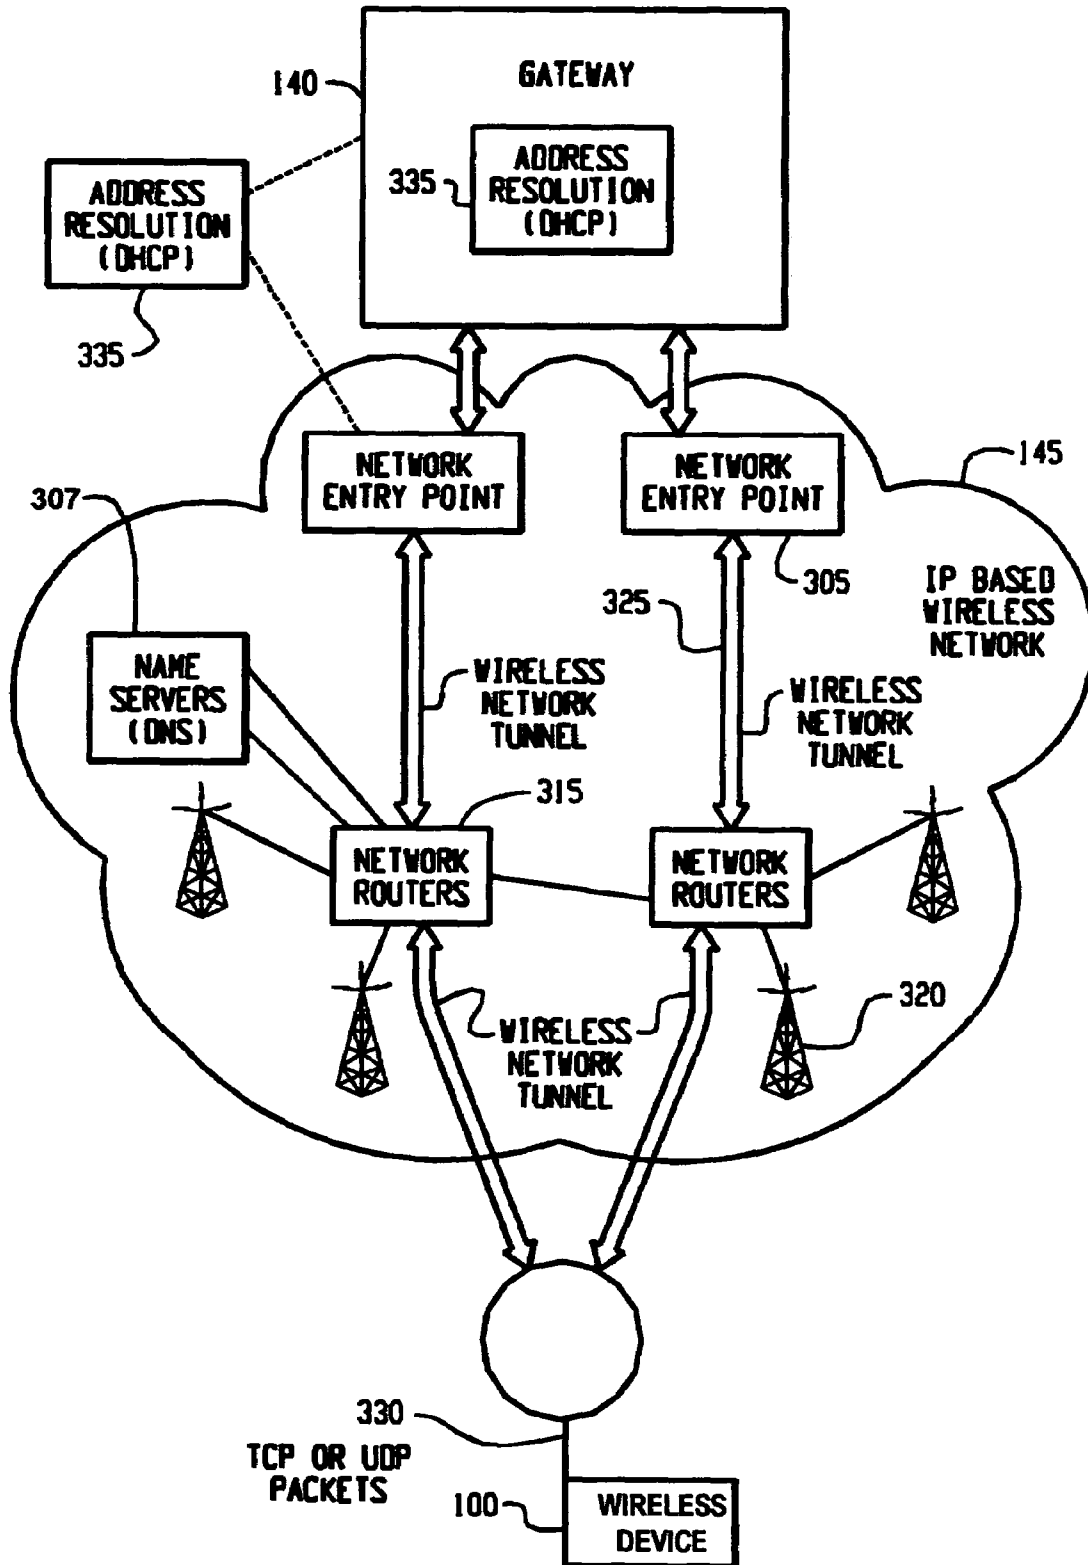 GATEWAY
140
ADDRESS
RESOLUTION
(DHCP)
335
ADDRESS
RESOLUTION
(DHCP)
335
NETWORK
ENTRY POINT
NETWORK
ENTRY POINT
145
307
305
325
IP BASED
WIRELESS
NETWORK
NAME
SERVERS
(DNS)
WIRELESS
NETWORK
TUNNEL
WIRELESS
NETWORK
TUNNEL
315
NETWORK
ROUTERS
NETWORK
ROUTERS
320
WIRELESS
NETWORK
TUNNEL
330
TCP OR UDP
PACKETS
100
WIRELESS
DEVICE